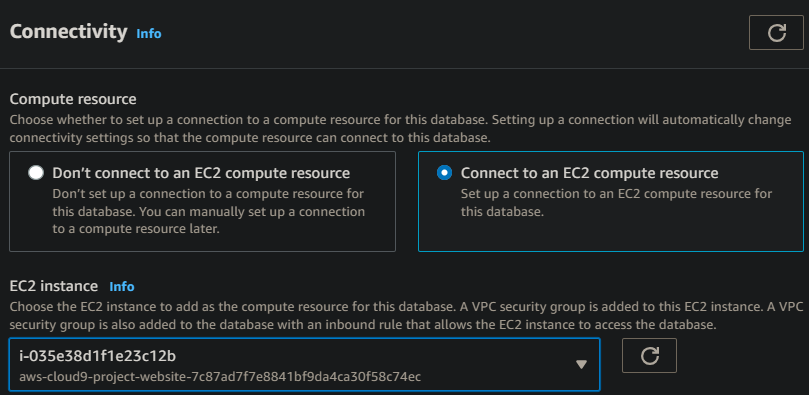 Connectivity Info
Compute resource
Choose whether to set up a connection to a compute resource for this database. Setting up a connection will automatically change
connectivity settings so that the compute resource can connect to this database.
Don't connect to an EC2 compute resource
Don't set up a connection to a compute resource for
this database. You can manually set up a connection
to a compute resource later.
Connect to an EC2 compute resource
Set up a connection to an EC2 compute resource for
this database.
EC2 instance Info
Choose the EC2 instance to add as the compute resource for this database. A VPC security group is added to this EC2 instance. A VPC
security group is also added to the database with an inbound rule that allows the EC2 instance to access the database.
i-035e38d1f1e23c12b
aws-cloud9-project-website-7c87ad7f7e8841bf9da4ca30f58c74ec